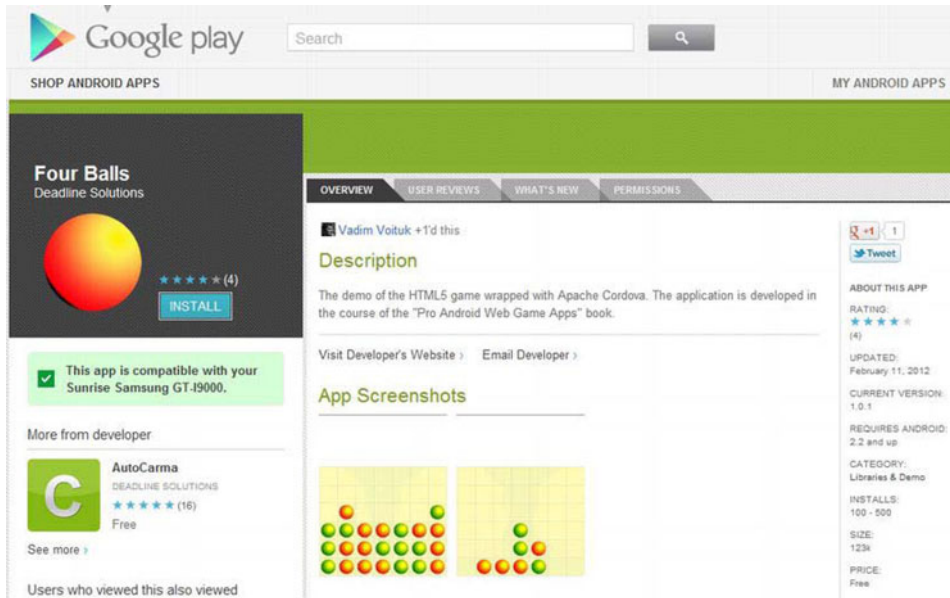 Google play
Search
SHOP ANDROID APPS
MY ANDROID APPS
Four Balls
Deadline Solutions
(4)
INSTALL
This app is compatible with your
Sunrise Samsung GT-I9000.
More from developer
C
AutoCarma
DEADLINE SOLUTIONS
(16)
Free
See more ›
Users who viewed this also viewed
OVERVIEW
USER REVIEWS
WHAT'S NEW
PERMISSIONS
Vadim Voituk +1'd this
Description
The demo of the HTML5 game wrapped with Apache Cordova. The application is developed in
the course of the "Pro Android Web Game Apps" book.
Visit Developer's Website ›
Email Developer ›
App Screenshots
g +1
1
Tweet
ABOUT THIS APP
RATING:
(4)
UPDATED:
February 11, 2012
CURRENT VERSION:
1.0.1
REQUIRES ANDROID:
2.2 and up
CATEGORY:
Libraries & Demo
INSTALLS:
100 - 500
SIZE:
123k
PRICE:
Free